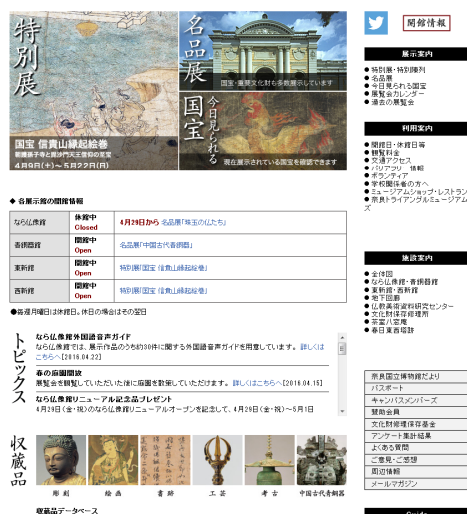 特別展
国宝 信貴山縁起絵巻
朝護孫子寺と毘沙門天王信仰の至宝
4月9日(土)～5月22日(日)
名品展
国宝・重要文化財も多数展示しています
今日見られる国宝
現在展示されている国宝を確認できます
◆ 各展示館の開館情報
なら仏像館 休館中 Closed 4月29日から 名品展「珠玉の仏たち」
青銅器館 開館中 Open 名品展「中国古代青銅器」
東新館 開館中 Open 特別展「国宝 信貴山縁起絵巻」
西新館 開館中 Open 特別展「国宝 信貴山縁起絵巻」
●毎週月曜日は休館日。休日の場合はその翌日
トピックス
なら仏像館外国語音声ガイド
なら仏像館では、展示作品のうち約30件に関する外国語音声ガイドを用意しています。 詳しくは
こちらへ[2016.04.22]
春の庭園開放
展覧会を観覧していただいた後に庭園を散策していただけます。 詳しくはこちらへ[2016.04.15]
なら仏像館リニューアル記念品プレゼント
4月29日(金・祝)のなら仏像館リニューアルオープンを記念して、4月29日(金・祝)～5月1日
収蔵品
彫刻
絵画
書跡
工芸
考古
中国古代青銅器
収蔵品データベース
開館情報
展示案内
●特別展・特別陳列
●名品展
●今日見られる国宝
●展覧会カレンダー
●過去の展覧会
利用案内
●開館日・休館日等
●観覧料金
●交通アクセス
●バリアフリー情報
●ボランティア
●学校関係者の方へ
●ミュージアムショップ・レストラン
●奈良トライアングルミュージアム
ズ
施設案内
●全体図
●なら仏像館・青銅器館
●東新館・西新館
●地下回廊
●仏教美術資料研究センター
●文化財保存修理所
●茶室八窓庵
●春日東西塔跡
奈良国立博物館だより
パスポート
キャンパスメンバーズ
賛助会員
文化財修理保存基金
アンケート集計結果
よくある質問
ご意見・ご感想
周辺情報
メールマガジン
Guide